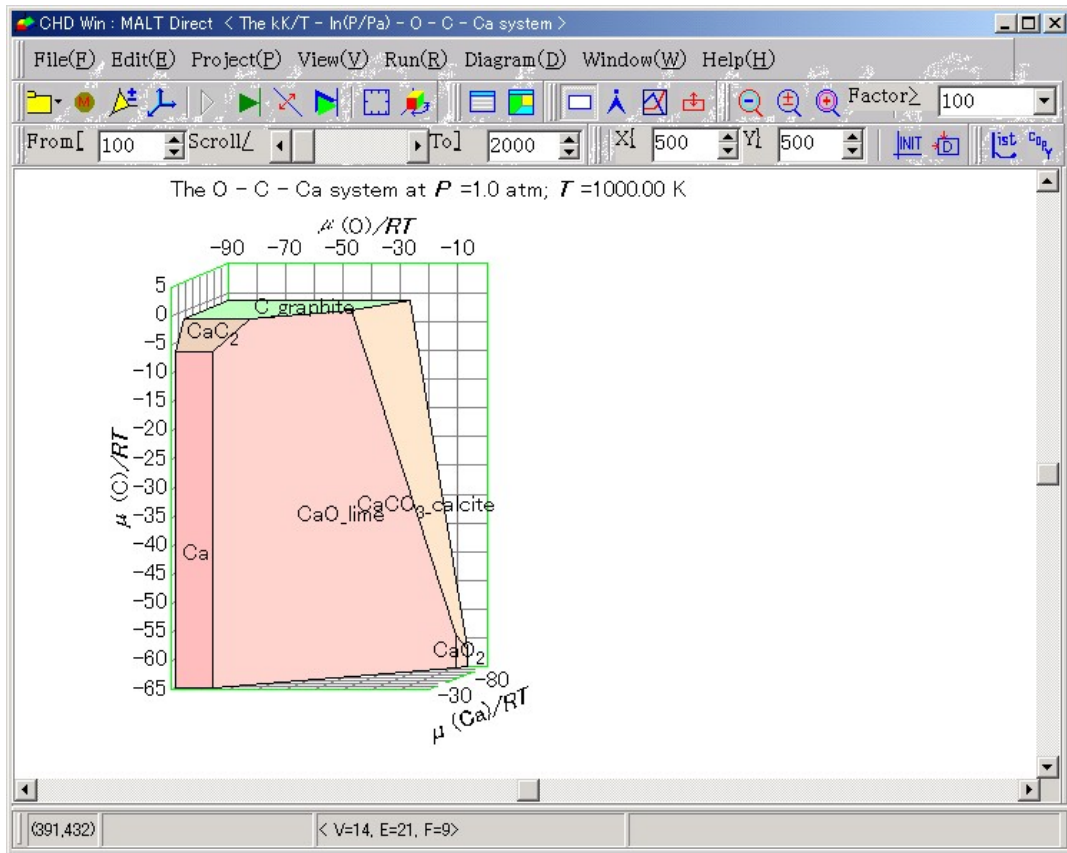 CHD Win : MALT Direct < The kK/T - ln(P/Pa) - O - C - Ca system >
File(F) Edit(E) Project(P) View(V) Run(R) Diagram(D) Window(W) Help(H)
Factor≥ 100
From[ 100 Scroll∠ To] 2000 X{ 500 Y{ 500 INIT D List Copy
The O - C - Ca system at P =1.0 atm; T =1000.00 K
μ (O)/RT
-90 -70 -50 -30 -10
5
0
-5
-10
-15
-20
-25
-30
-35
-40
-45
-50
-55
-60
-65
μ (C)/RT
C_graphite
CaC2
CaO_lime
CaCO3_calcite
Ca
CaO2
-80
-30
μ (Ca)/RT
(391,432) < V=14, E=21, F=9>